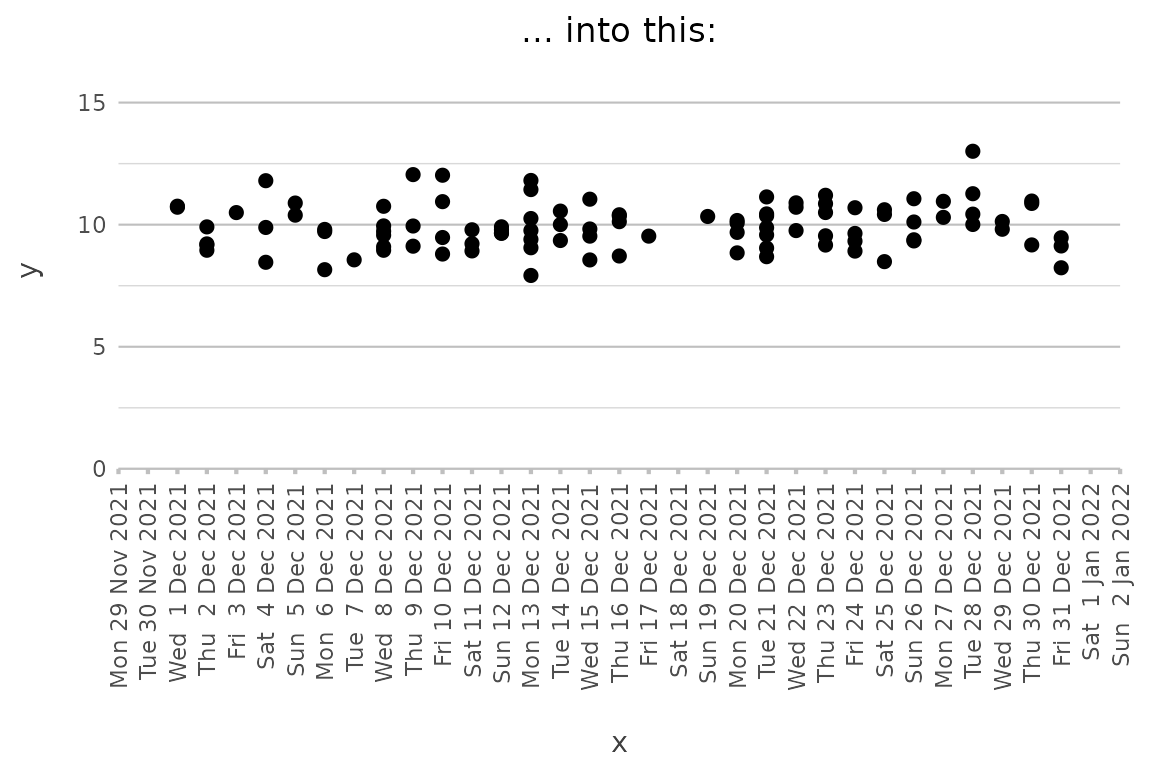 ... into this:
15
10
5
0
y
Mon 29 Nov 2021
Tue 30 Nov 2021
Wed  1 Dec 2021
Thu  2 Dec 2021
Fri  3 Dec 2021
Sat  4 Dec 2021
Sun  5 Dec 2021
Mon  6 Dec 2021
Tue  7 Dec 2021
Wed  8 Dec 2021
Thu  9 Dec 2021
Fri 10 Dec 2021
Sat 11 Dec 2021
Sun 12 Dec 2021
Mon 13 Dec 2021
Tue 14 Dec 2021
Wed 15 Dec 2021
Thu 16 Dec 2021
Fri 17 Dec 2021
Sat 18 Dec 2021
Sun 19 Dec 2021
Mon 20 Dec 2021
Tue 21 Dec 2021
Wed 22 Dec 2021
Thu 23 Dec 2021
Fri 24 Dec 2021
Sat 25 Dec 2021
Sun 26 Dec 2021
Mon 27 Dec 2021
Tue 28 Dec 2021
Wed 29 Dec 2021
Thu 30 Dec 2021
Fri 31 Dec 2021
Sat  1 Jan 2022
Sun  2 Jan 2022
x